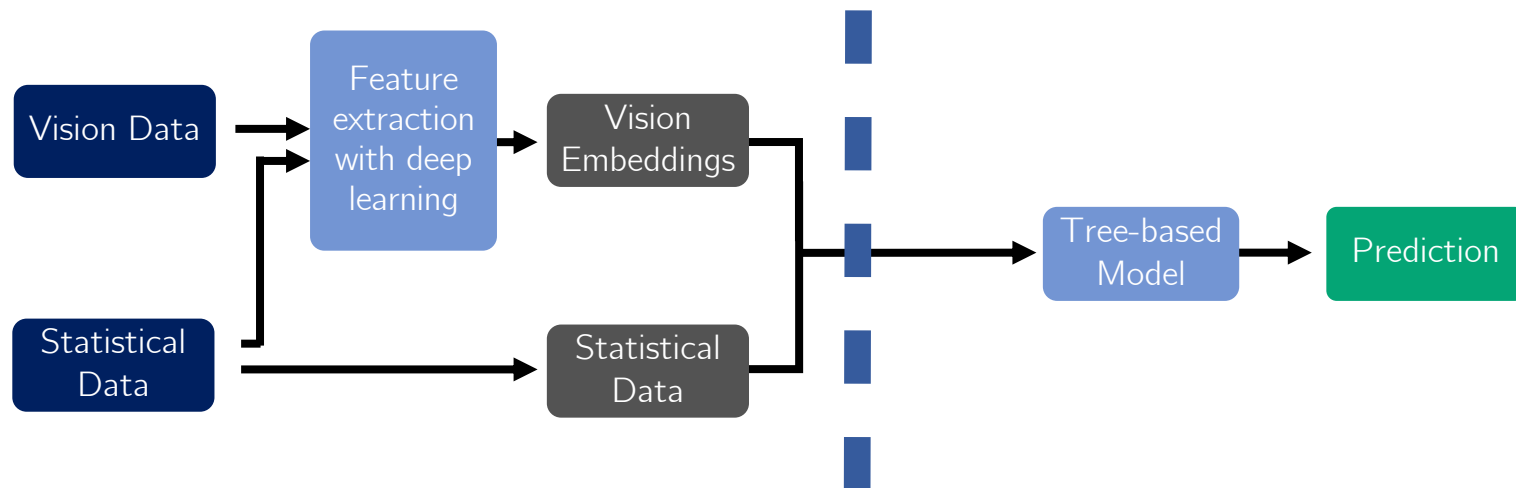 Vision Data
Feature
extraction
with deep
learning
Vision
Embeddings
Statistical
Data
Statistical
Data
Tree-based
Model
Prediction